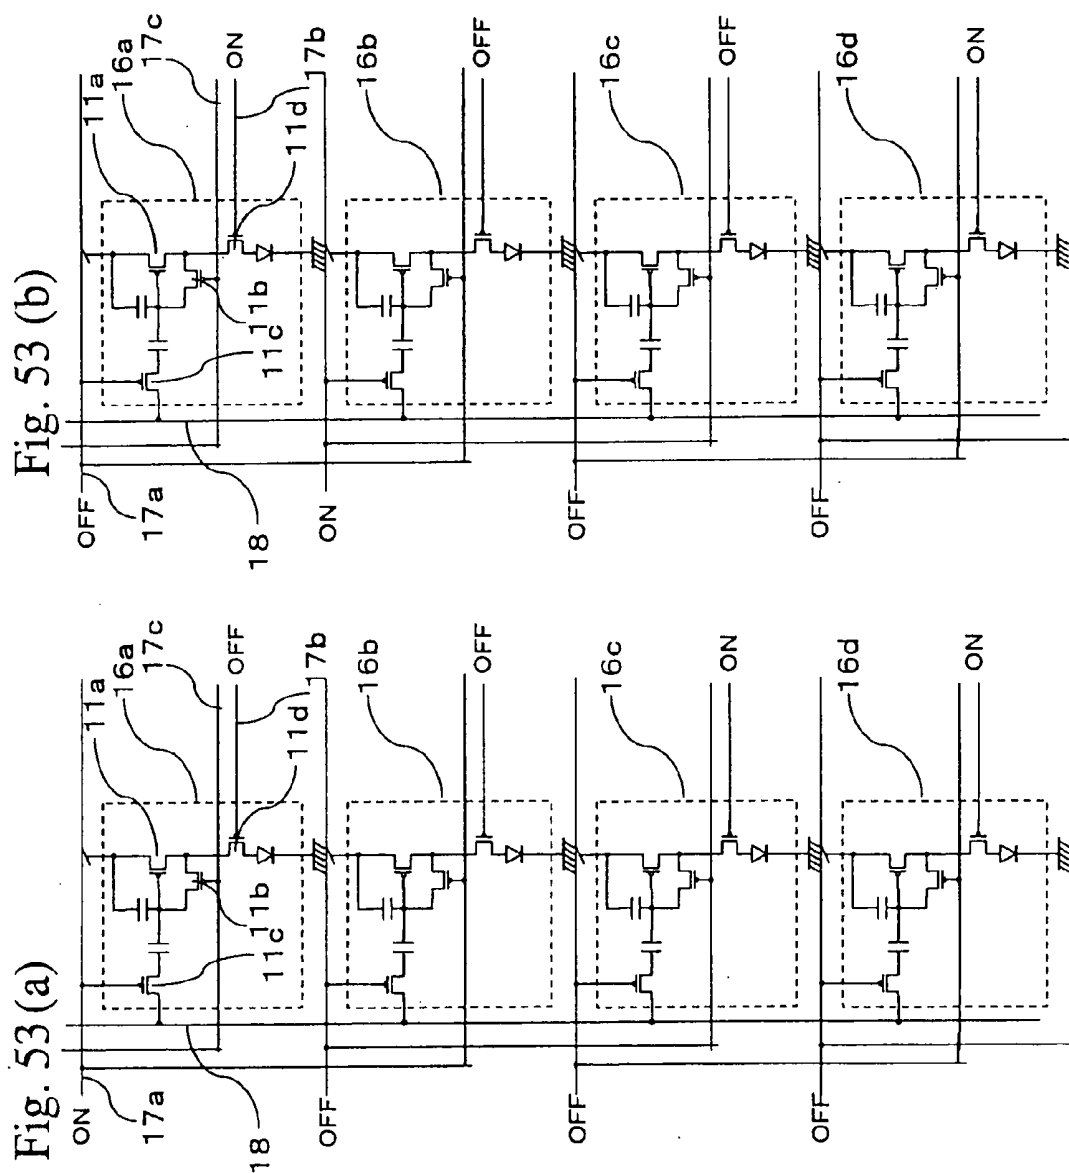 Fig. 53 (a)
ON
17a
18
OFF
OFF
OFF
11a
16a
17c
OFF
17b
11d
11b
11c
16b
OFF
16c
ON
16d
ON
Fig. 53 (b)
OFF
17a
18
ON
OFF
OFF
11a
16a
17c
ON
17b
11d
11b
11c
16b
OFF
16c
OFF
16d
ON